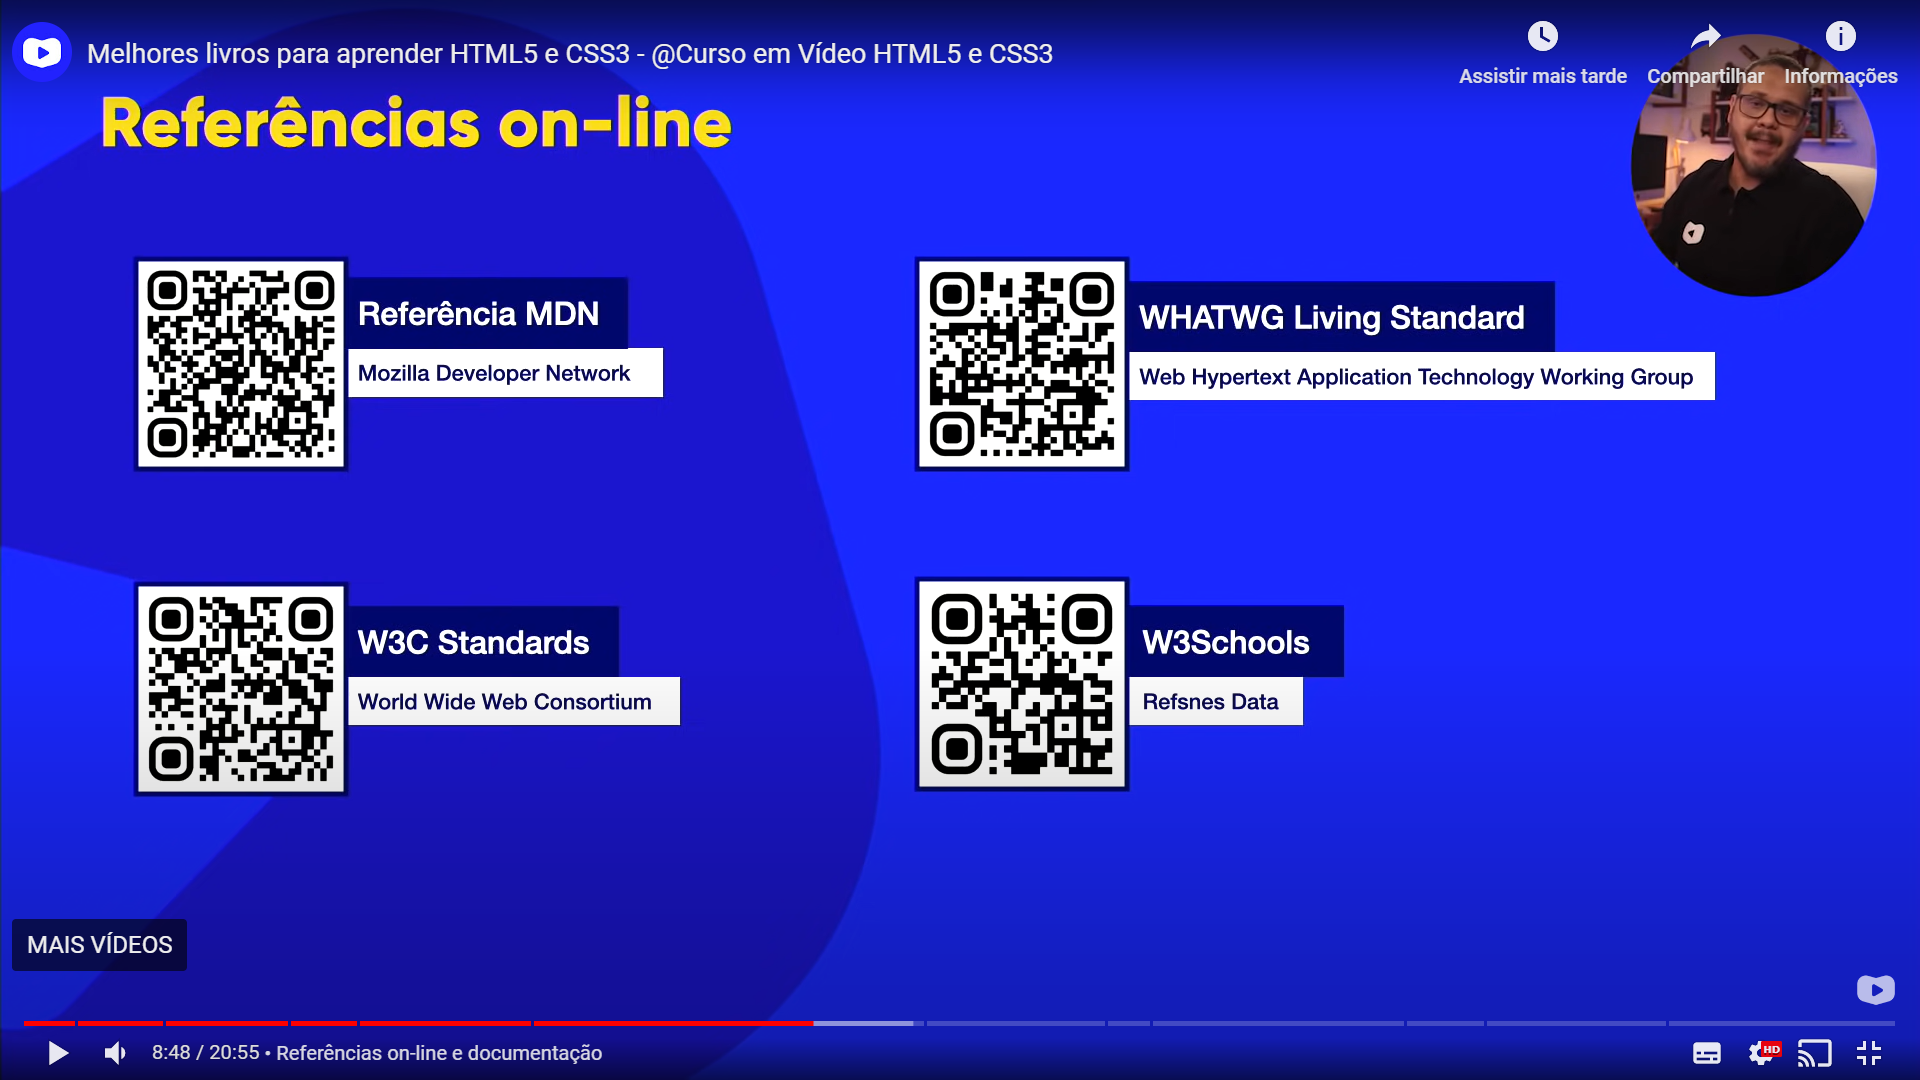 Melhores livros para aprender HTML5 e CSS3 - @Curso em Vídeo HTML5 e CSS3
Assistir mais tarde
Compartilhar
Informações
Referências on-line
Referência MDN
Mozilla Developer Network
WHATWG Living Standard
Web Hypertext Application Technology Working Group
W3C Standards
World Wide Web Consortium
W3Schools
Refsnes Data
MAIS VÍDEOS
8:48 / 20:55 • Referências on-line e documentação
HD